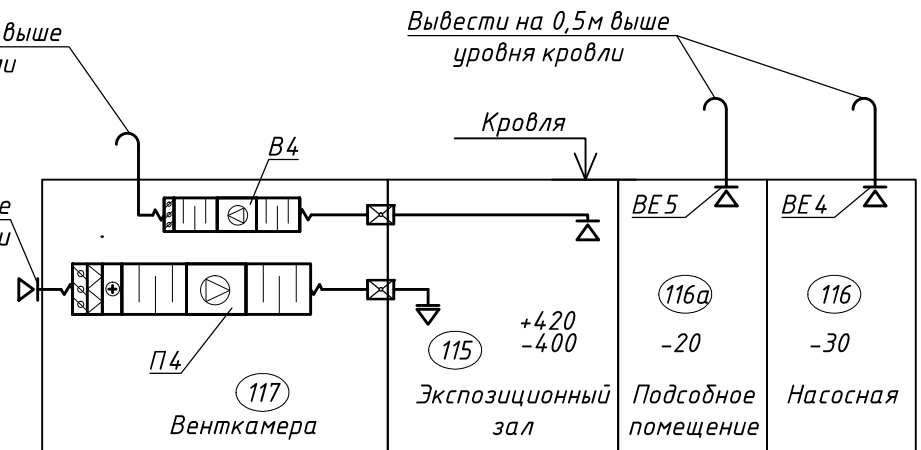 выше
Вывести на 0,5м выше
уровня кровли
Кровля
В4
ВЕ5
ВЕ4
116а
116
+420
-400
-20
-30
115
П4
117
Экспозиционный
зал
Подсобное
помещение
Насосная
Венткамера